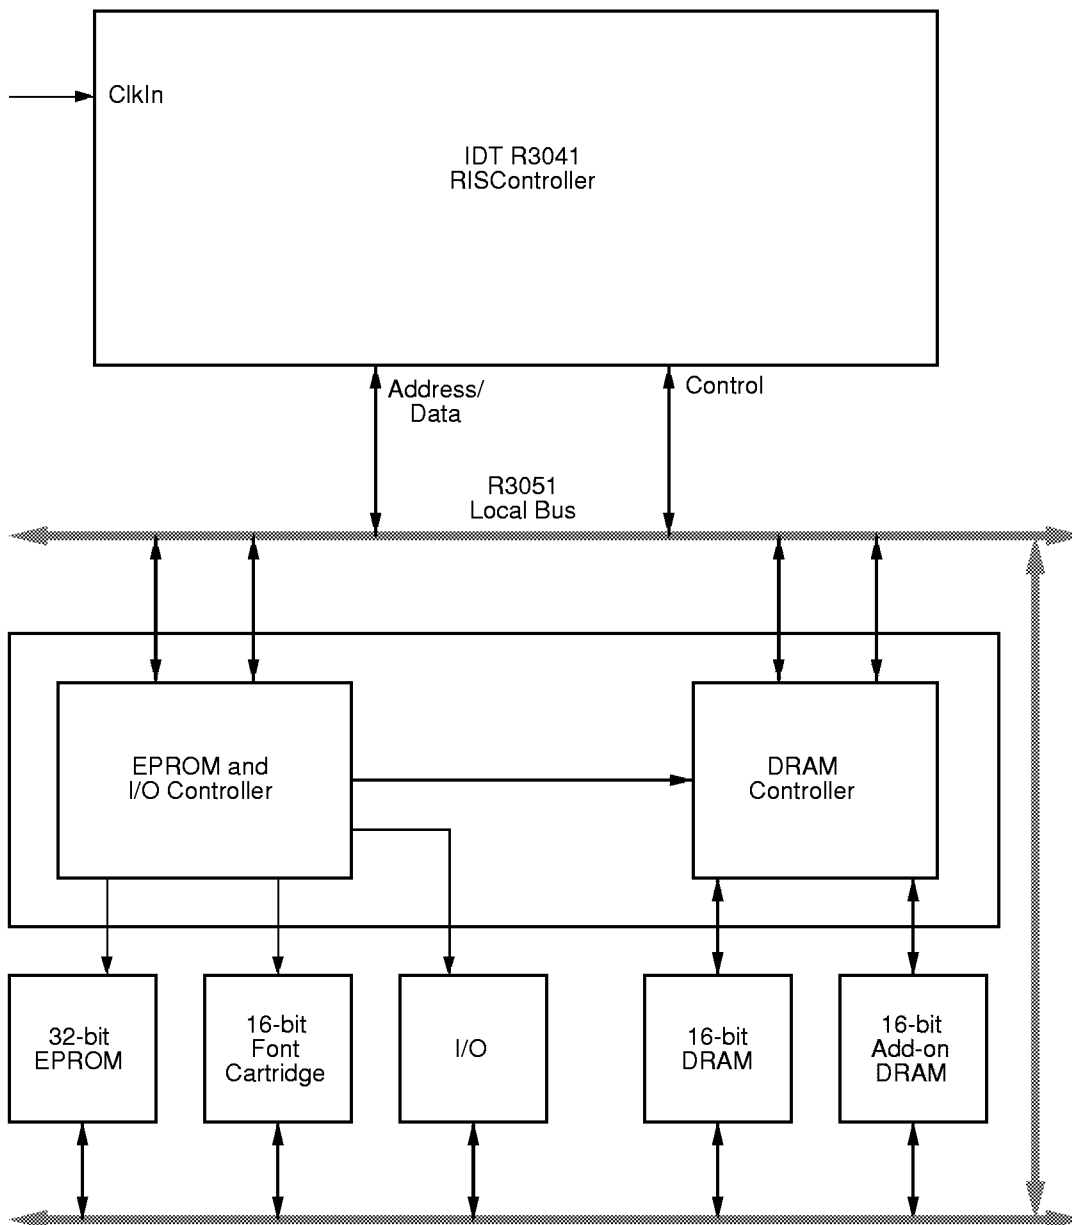 ClkIn
IDT R3041
RISController
Address/
Data
Control
R3051
Local Bus
EPROM and
I/O Controller
DRAM
Controller
32-bit
EPROM
16-bit
Font
Cartridge
I/O
16-bit
DRAM
16-bit
Add-on
DRAM